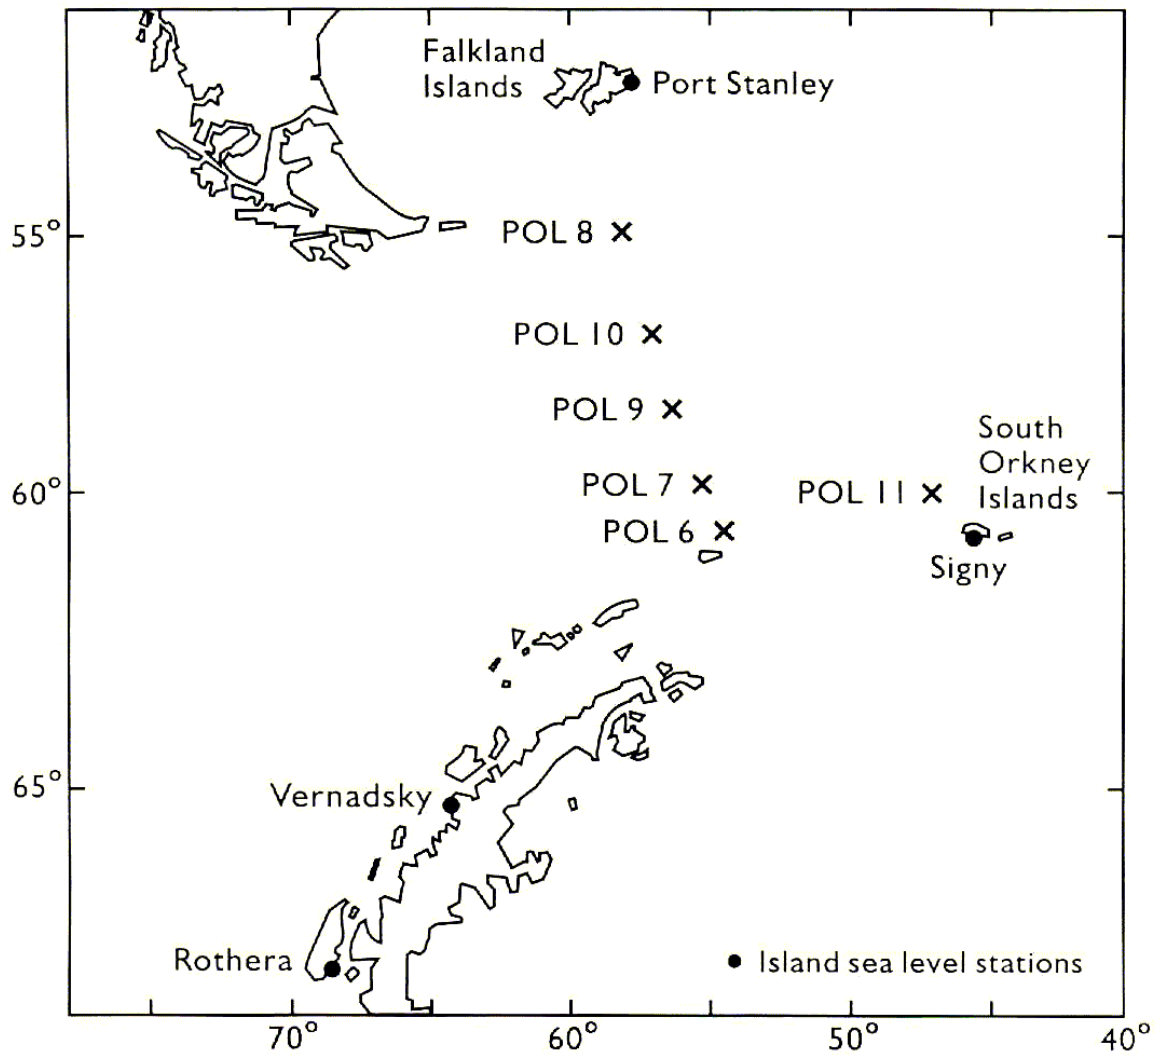 Falkland
Islands
Port Stanley
55°
POL 8
POL 10
POL 9
South
Orkney
Islands
60°
POL 7
POL 11
POL 6
Signy
65°
Vernadsky
Rothera
Island sea level stations
70°
60°
50°
40°